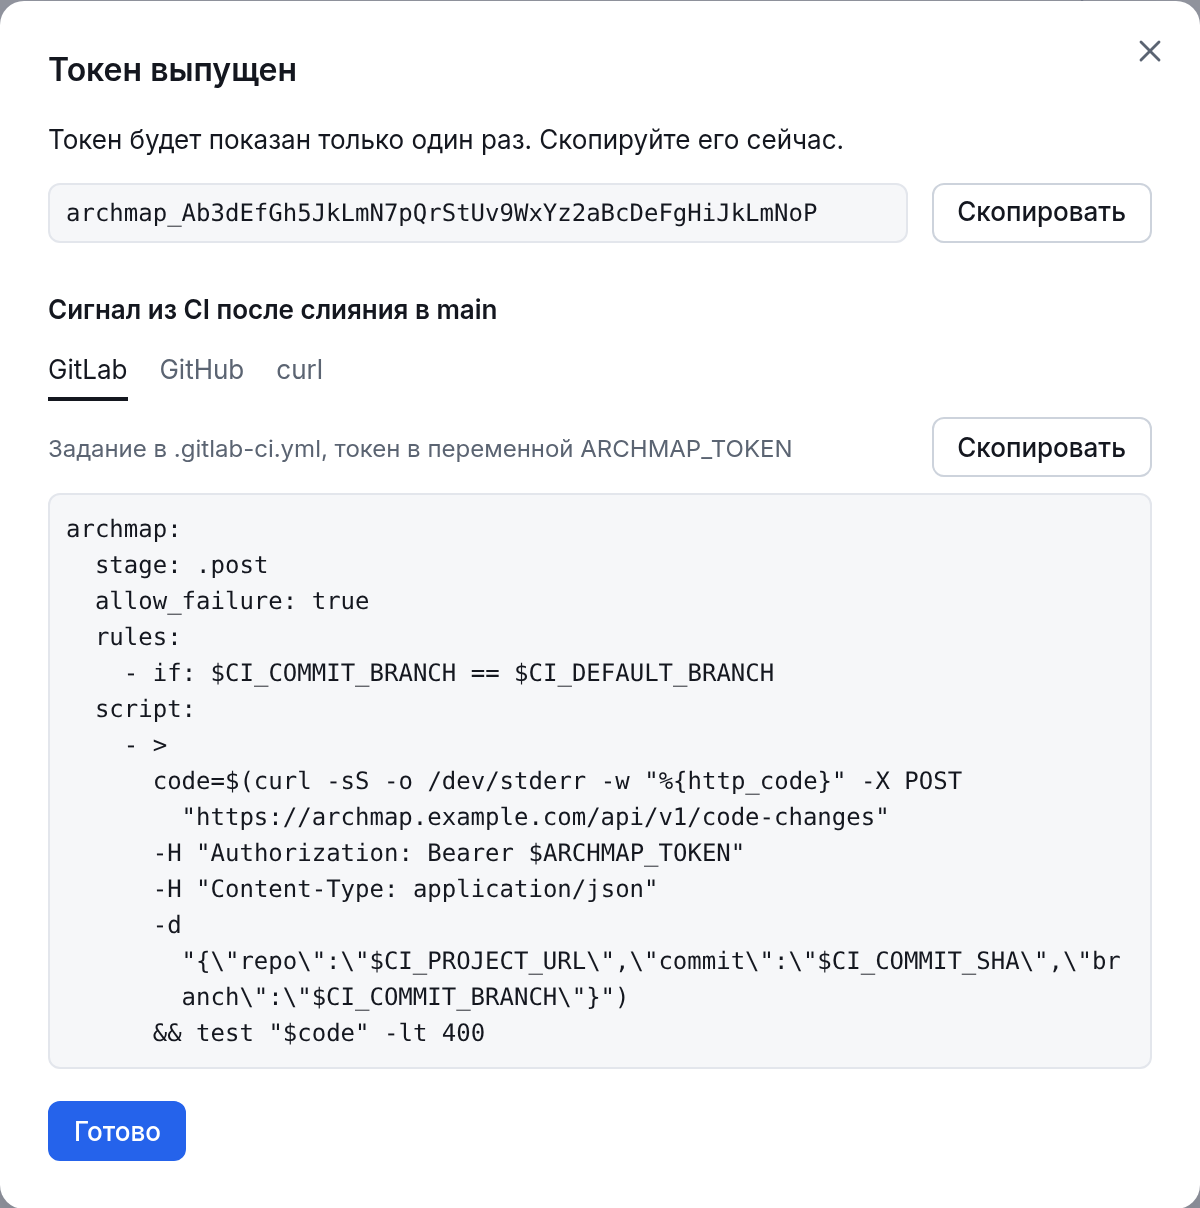 Токен выпущен
Токен будет показан только один раз. Скопируйте его сейчас.
archmap_Ab3dEfGh5JkLmN7pQrStUv9WxYz2aBcDeFgHiJkLmNoP
Скопировать
Сигнал из CI после слияния в main
GitLab GitHub curl
Задание в .gitlab-ci.yml, токен в переменной ARCHMAP_TOKEN
Скопировать
archmap:
  stage: .post
  allow_failure: true
  rules:
    - if: $CI_COMMIT_BRANCH == $CI_DEFAULT_BRANCH
  script:
    - >
      code=$(curl -sS -o /dev/stderr -w "%{http_code}" -X POST
        "https://archmap.example.com/api/v1/code-changes"
      -H "Authorization: Bearer $ARCHMAP_TOKEN"
      -H "Content-Type: application/json"
      -d
        "{\"repo\":\"$CI_PROJECT_URL\",\"commit\":\"$CI_COMMIT_SHA\",\"br
        anch\":\"$CI_COMMIT_BRANCH\"}")
      && test "$code" -lt 400
Готово